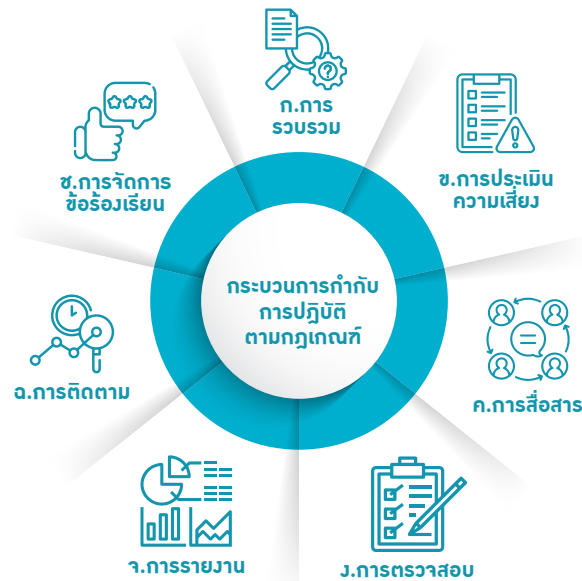 ก.การ
รวบรวม
ข.การประเมิน
ความเสี่ยง
ค.การสื่อสาร
ง.การตรวจสอบ
จ.การรายงาน
ฉ.การติดตาม
ช.การจัดการ
ข้อร้องเรียน
กระบวนการกำกับ
การปฏิบัติ
ตามกฎเกณฑ์